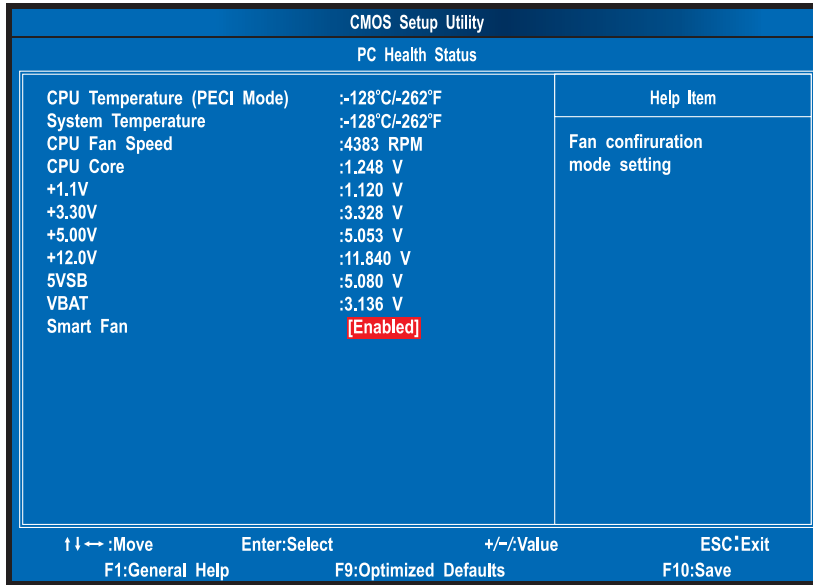 CMOS Setup Utility
PC Health Status
CPU Temperature (PECI Mode) :-128°C/-262°F
System Temperature :-128°C/-262°F
CPU Fan Speed :4383 RPM
CPU Core :1.248 V
+1.1V :1.120 V
+3.30V :3.328 V
+5.00V :5.053 V
+12.0V :11.840 V
5VSB :5.080 V
VBAT :3.136 V
Smart Fan [Enabled]
Help Item
Fan confiruration
mode setting
↑↓↔ :Move Enter:Select +/-/:Value ESC:Exit
F1:General Help F9:Optimized Defaults F10:Save